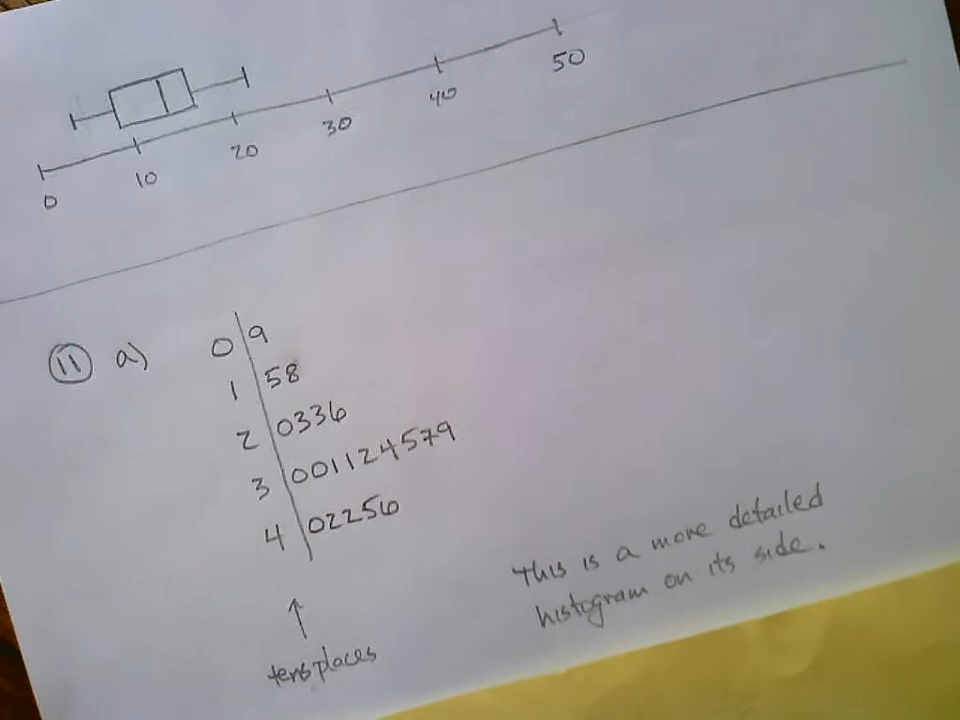 0 10 20 30 40 50
11 a) 0 | 9
1 | 58
2 | 0336
3 | 001124579
4 | 02256
↑
tens places
This is a more detailed
histogram on its side.